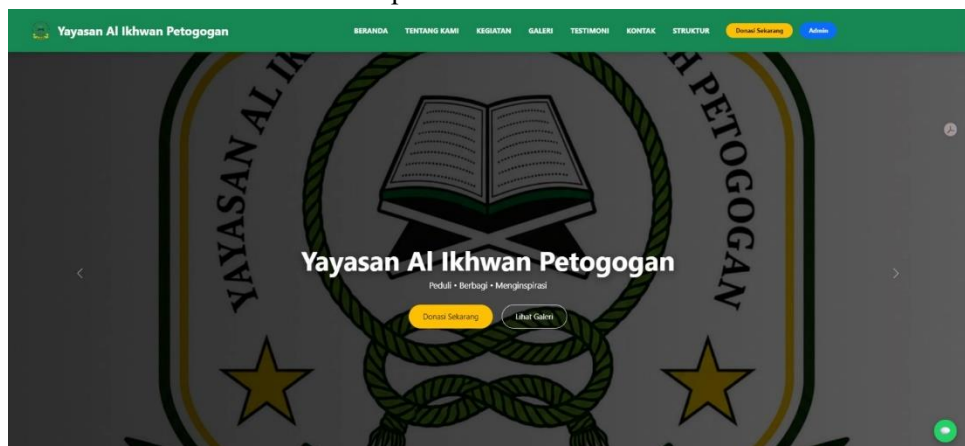 Yayasan Al Ikhwan Petogogan
BERANDA TENTANG KAMI KEGIATAN GALERI TESTIMONI KONTAK STRUKTUR Donasi Sekarang Admin
YAYASAN AL IK
H PETOGOGAN
Yayasan Al Ikhwan Petogogan
Peduli • Berbagi • Menginspirasi
Donasi Sekarang Lihat Galeri